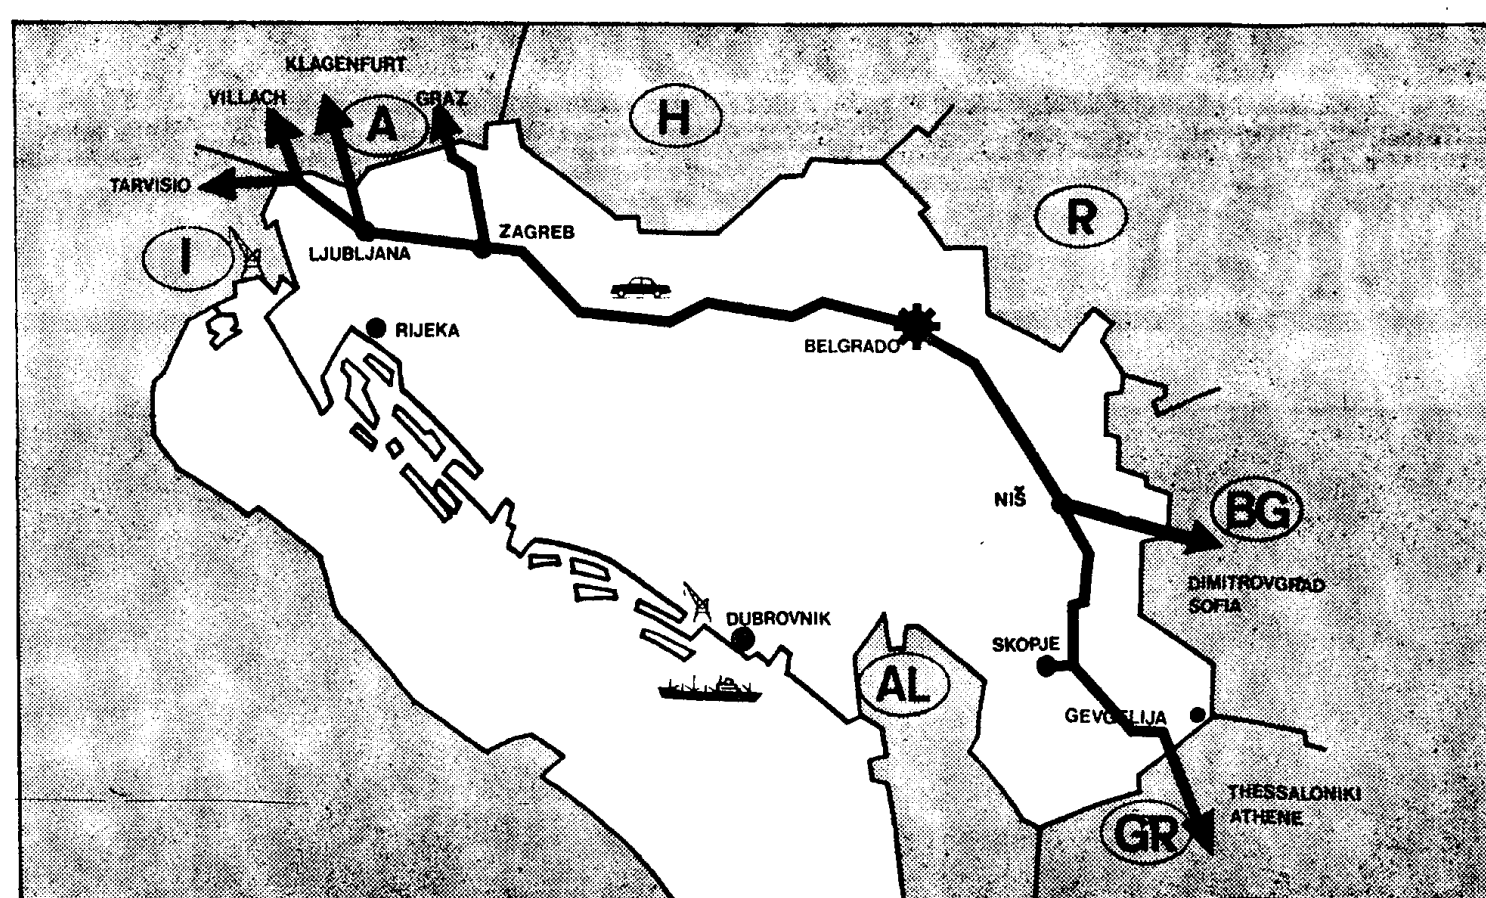 KLAGENFURT
VILLACH
A
GRAZ
H
TARVISIO
R
I
LJUBLJANA
ZAGREB
RIJEKA
BELGRADO
NIŠ
BG
DIMITROVGRAD
SOFIA
DUBROVNIK
SKOPJE
AL
GEVGELIJA
THESSALONIKI
ATHENE
GR